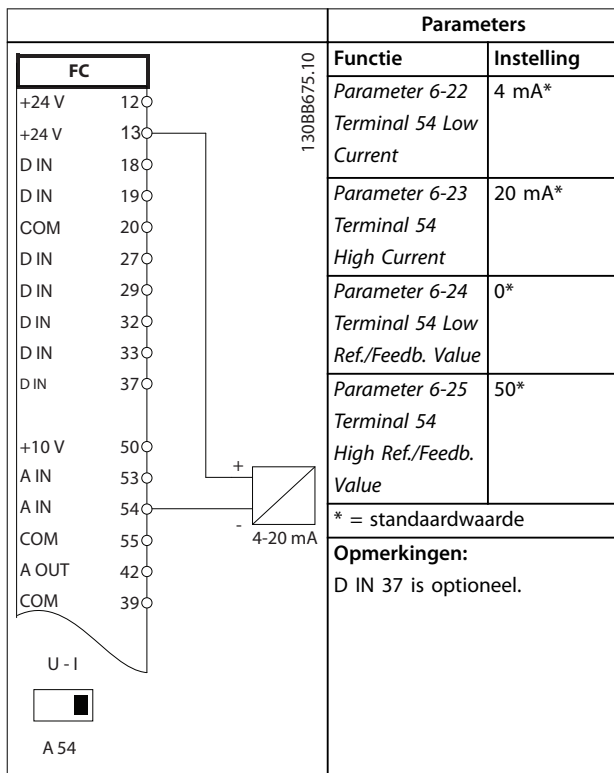 FC
+24 V 12
+24 V 13
D IN 18
D IN 19
COM 20
D IN 27
D IN 29
D IN 32
D IN 33
D IN 37
+10 V 50
A IN 53
A IN 54
COM 55
A OUT 42
COM 39
+
-
4-20 mA
U - I
A 54
130BB675.10
Parameters
Functie Instelling
Parameter 6-22 4 mA*
Terminal 54 Low
Current
Parameter 6-23 20 mA*
Terminal 54
High Current
Parameter 6-24 0*
Terminal 54 Low
Ref./Feedb. Value
Parameter 6-25 50*
Terminal 54
High Ref./Feedb.
Value
* = standaardwaarde
Opmerkingen:
D IN 37 is optioneel.